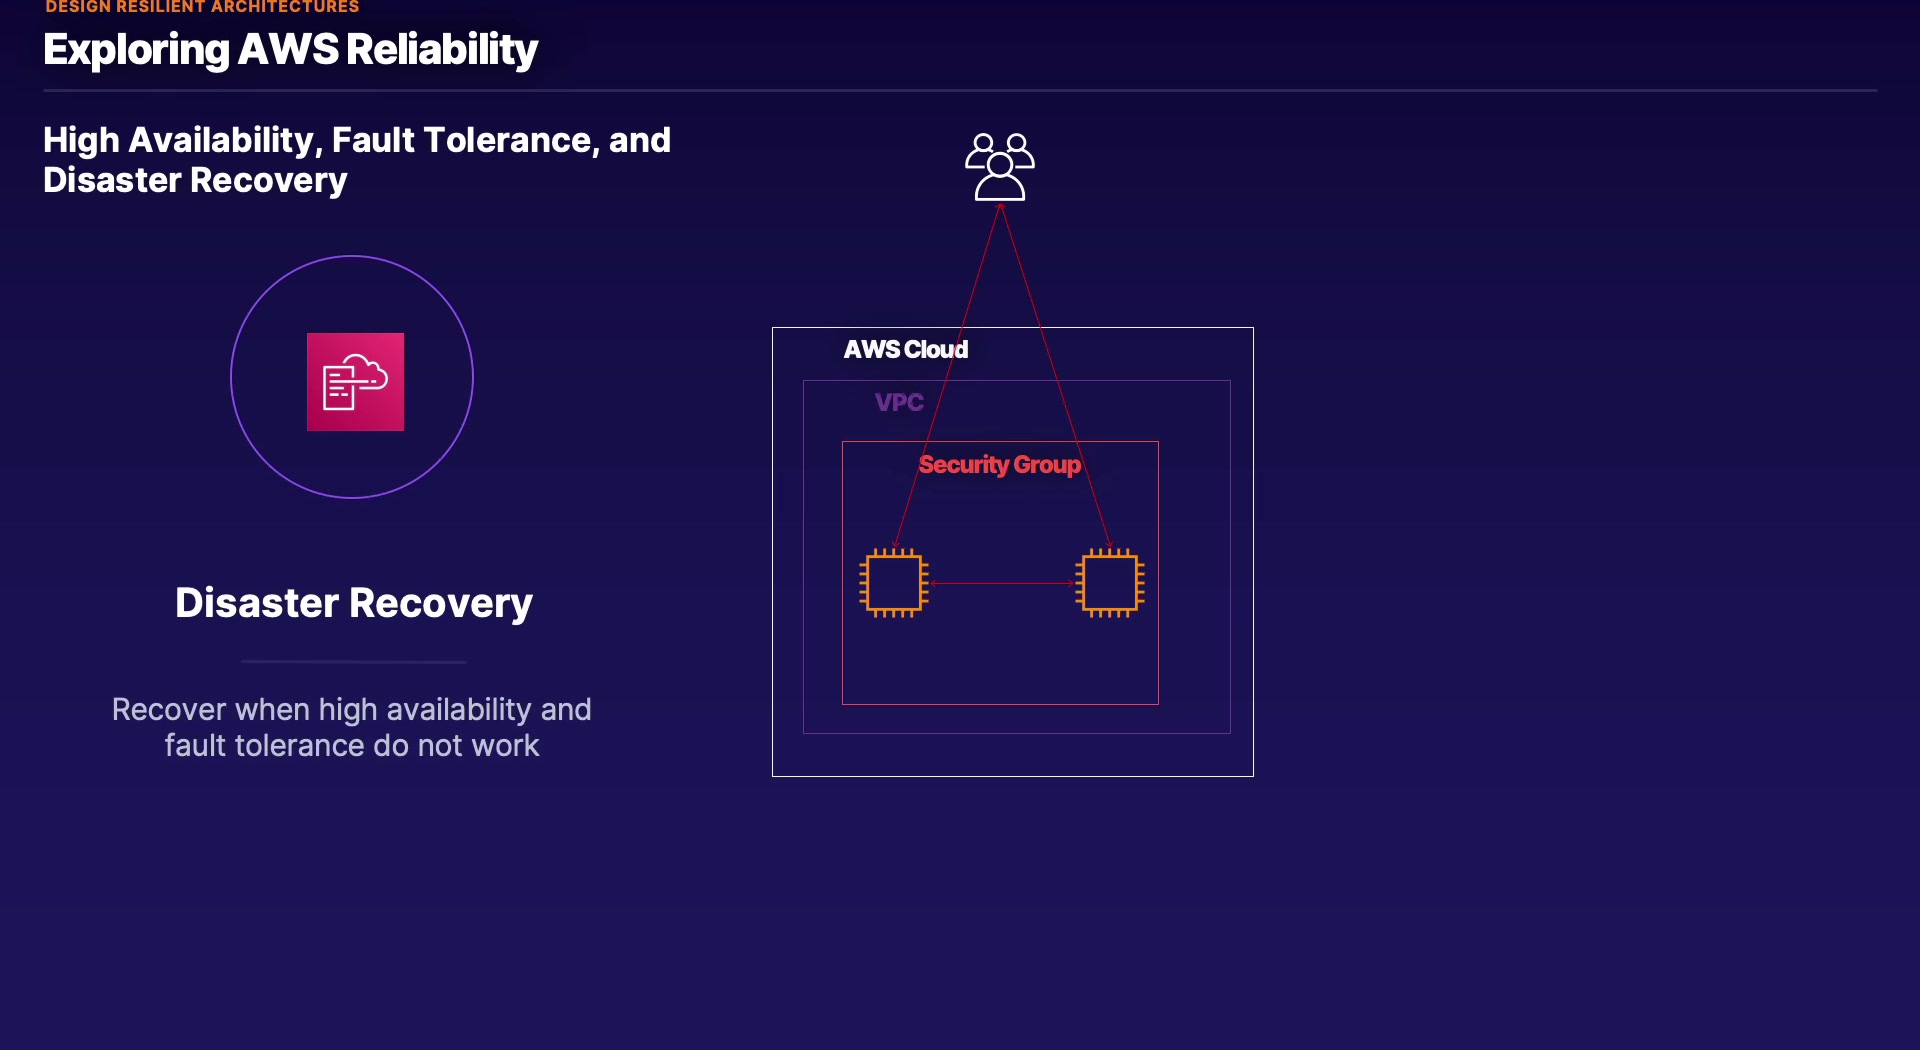 DESIGN RESILIENT ARCHITECTURES
Exploring AWS Reliability
High Availability, Fault Tolerance, and
Disaster Recovery
Disaster Recovery
Recover when high availability and
fault tolerance do not work
AWS Cloud
VPC
Security Group